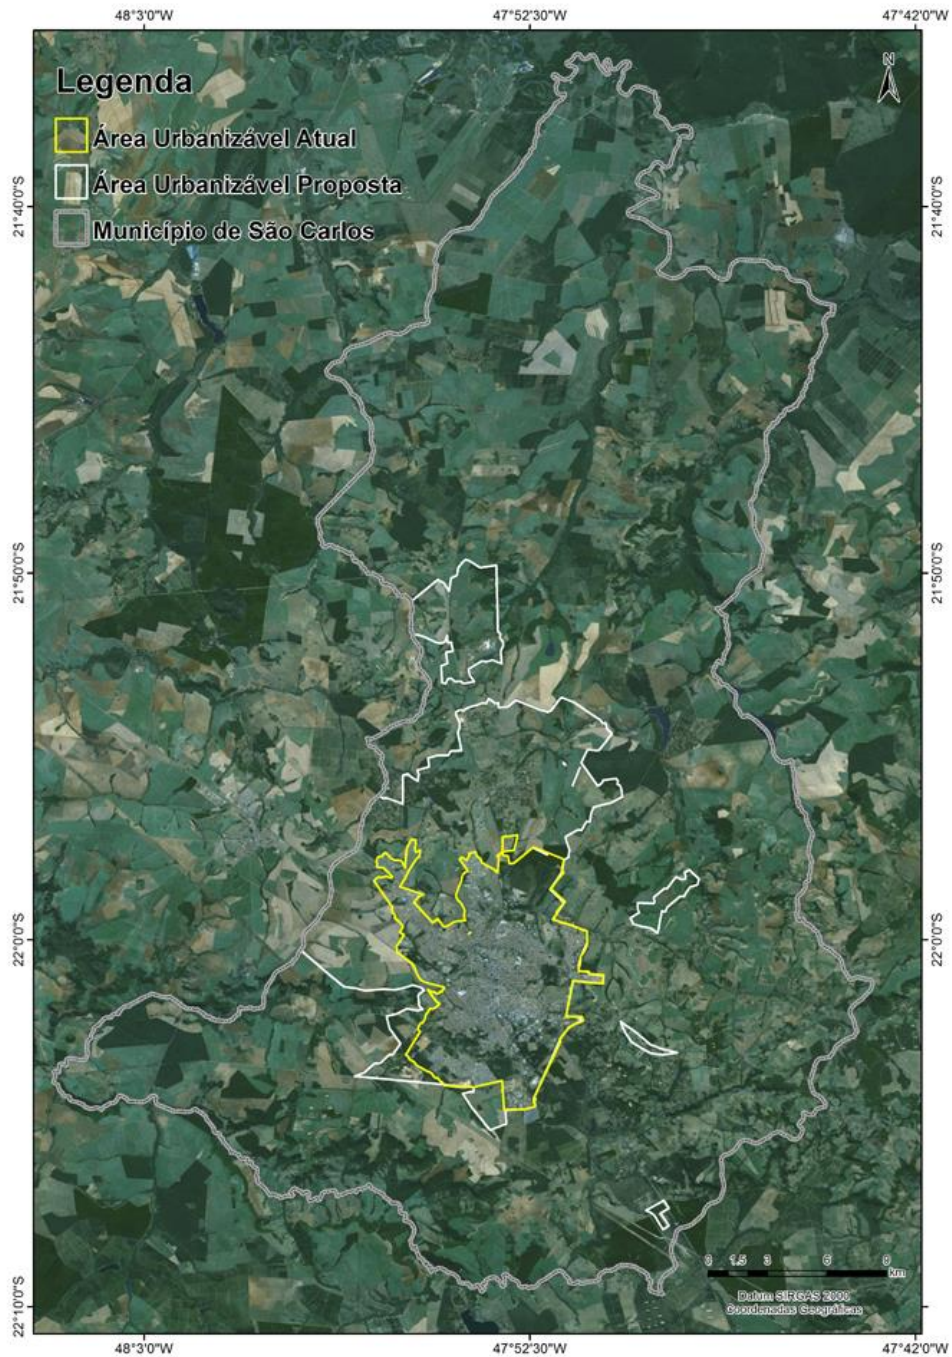 48°3'0"W 47°52'30"W 47°42'0"W
N
Legenda
Área Urbanizável Atual
Área Urbanizável Proposta
Município de São Carlos
21°40'0"S 21°40'0"S
21°50'0"S 21°50'0"S
22°0'0"S 22°0'0"S
0 1.5 3 6 9
km
Datum SIRGAS 2000
Coordenadas Geográficas
22°10'0"S 22°10'0"S
48°3'0"W 47°52'30"W 47°42'0"W